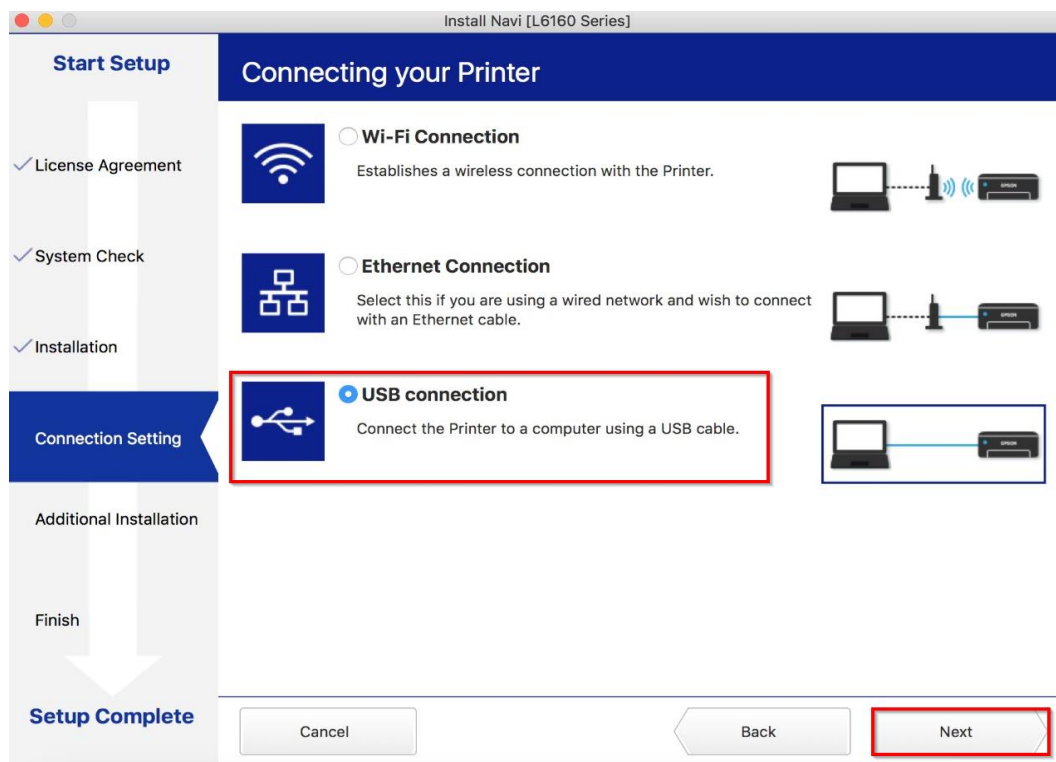 Install Navi [L6160 Series]
Start Setup
License Agreement
System Check
Installation
Connection Setting
Additional Installation
Finish
Setup Complete
Connecting your Printer
Wi-Fi Connection
Establishes a wireless connection with the Printer.
EPSON
Ethernet Connection
Select this if you are using a wired network and wish to connect
with an Ethernet cable.
EPSON
USB connection
Connect the Printer to a computer using a USB cable.
EPSON
Cancel
Back
Next